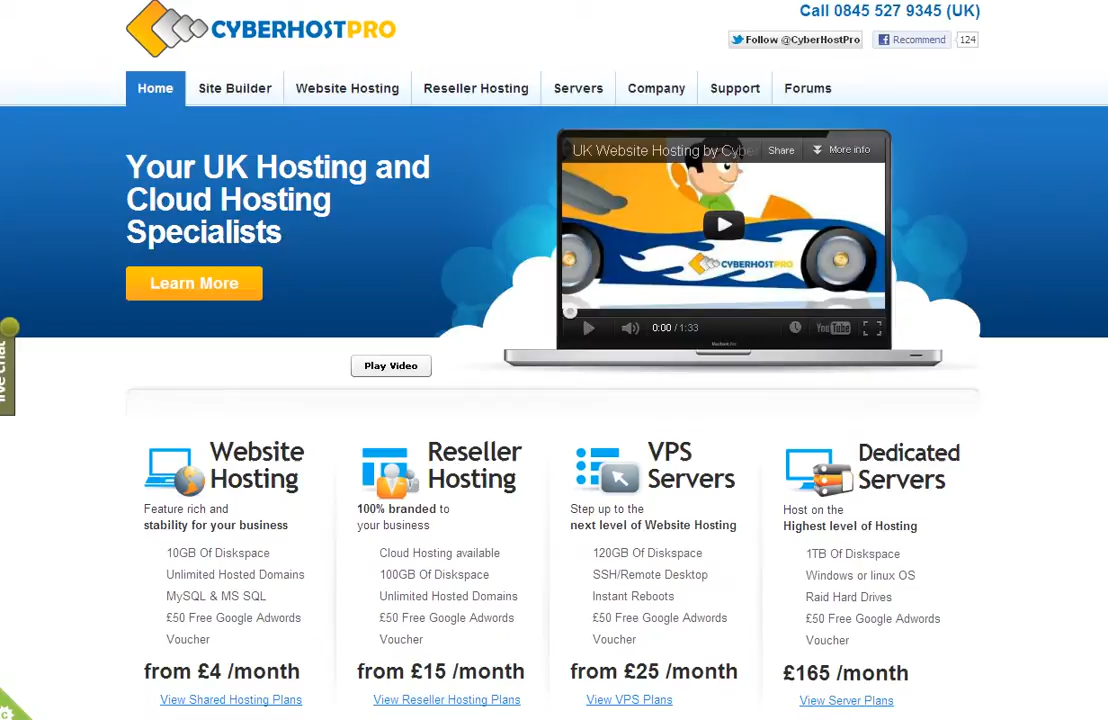 CYBERHOSTPRO
Call 0845 527 9345 (UK)
Follow @CyberHostPro
Recommend 124
Home Site Builder Website Hosting Reseller Hosting Servers Company Support Forums
Your UK Hosting and
Cloud Hosting
Specialists
Learn More
UK Website Hosting by Cybe
Share
More info
CYBERHOSTPRO
0:00 / 1:33
YouTube
Play Video
live chat
Website
Hosting
Feature rich and
stability for your business
10GB Of Diskspace
Unlimited Hosted Domains
MySQL & MS SQL
£50 Free Google Adwords
Voucher
from £4 /month
View Shared Hosting Plans
Reseller
Hosting
100% branded to
your business
Cloud Hosting available
100GB Of Diskspace
Unlimited Hosted Domains
£50 Free Google Adwords
Voucher
from £15 /month
View Reseller Hosting Plans
VPS
Servers
Step up to the
next level of Website Hosting
120GB Of Diskspace
SSH/Remote Desktop
Instant Reboots
£50 Free Google Adwords
Voucher
from £25 /month
View VPS Plans
Dedicated
Servers
Host on the
Highest level of Hosting
1TB Of Diskspace
Windows or linux OS
Raid Hard Drives
£50 Free Google Adwords
Voucher
£165 /month
View Server Plans